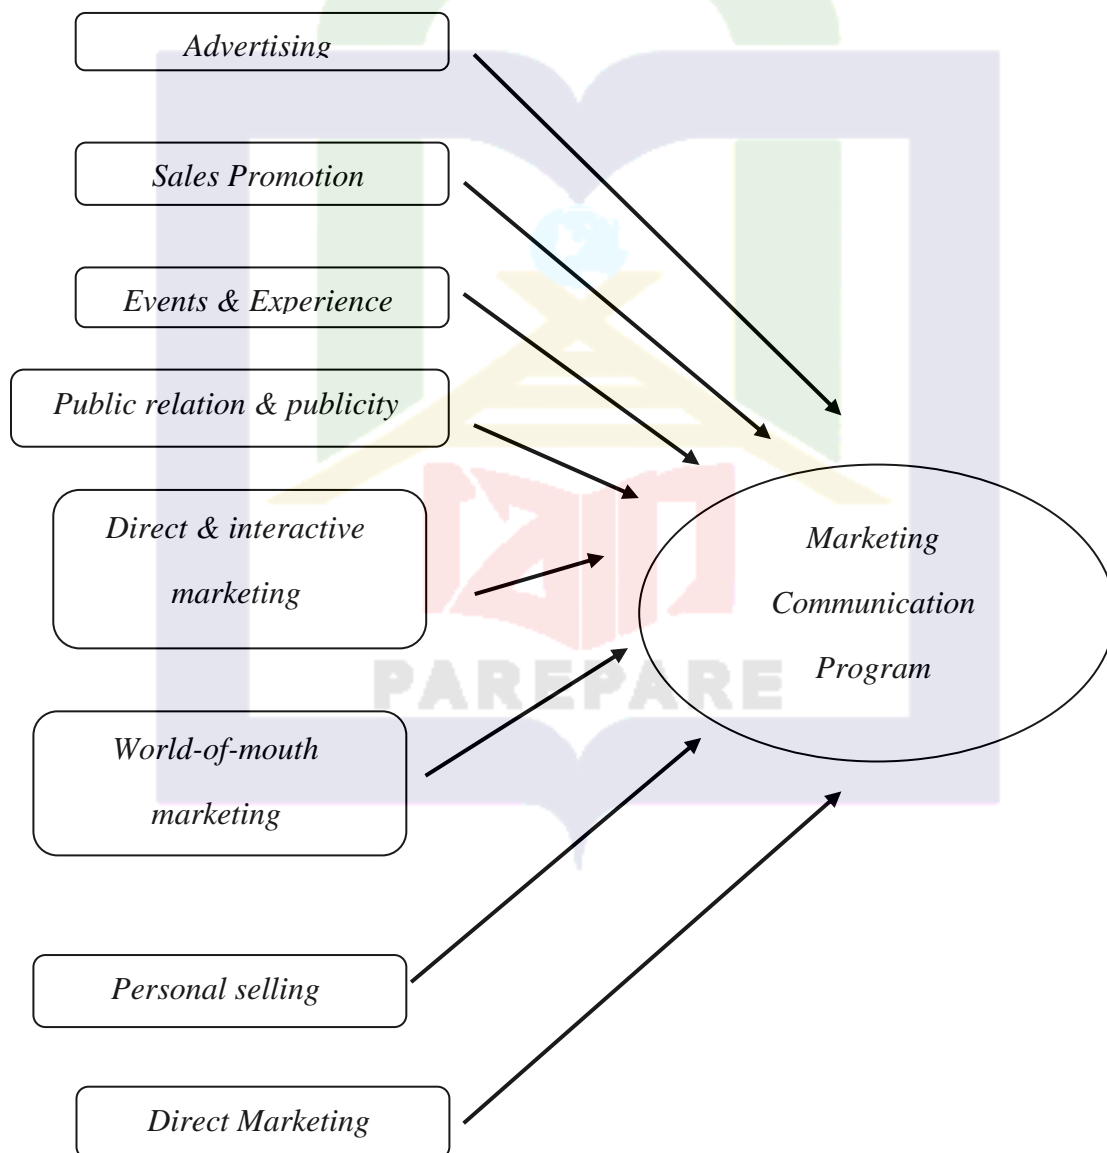 Advertising
Sales Promotion
Events & Experience
Public relation & publicity
Direct & interactive
marketing
World-of-mouth
marketing
Personal selling
Direct Marketing
Marketing
Communication
Program
PAREPARE